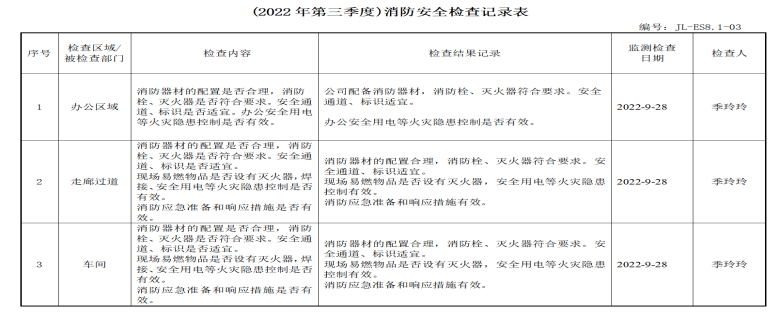 (2022 年第三季度)消防安全检查记录表
编号：JL-ES8.1-03
序号
检查区域/
被检查部门
检查内容
检查结果记录
监测检查
日期
检查人
1
办公区域
消防器材的配置是否合理，消防
栓、灭火器是否符合要求。安全通
道、标识是否适宜。办公安全用电
等火灾隐患控制是否有效。
公司配备消防器材，消防栓、灭火器符合要求。安全
通道、标识适宜。
办公安全用电等火灾隐患控制是否有效。
2022-9-28
季玲玲
2
走廊过道
消防器材的配置是否合理，消防
栓、灭火器是否符合要求。安全通
道、标识是否适宜。
现场易燃物品是否设有灭火器，焊
接、安全用电等火灾隐患控制是否
有效。
消防应急准备和响应措施是否有
效。
消防器材的配置合理，消防栓、灭火器符合要求。安
全通道、标识适宜。
现场易燃物品是否设有灭火器，安全用电等火灾隐患
控制有效。
消防应急准备和响应措施有效。
2022-9-28
季玲玲
3
车间
消防器材的配置是否合理，消防
栓、灭火器是否符合要求。安全通
道、标识是否适宜。
现场易燃物品是否设有灭火器，焊
接、安全用电等火灾隐患控制是否
有效。
消防应急准备和响应措施是否有
效。
消防器材的配置合理，消防栓、灭火器符合要求。安
全通道、标识适宜。
现场易燃物品是否设有灭火器，安全用电等火灾隐患
控制有效。
消防应急准备和响应措施有效。
2022-9-28
季玲玲